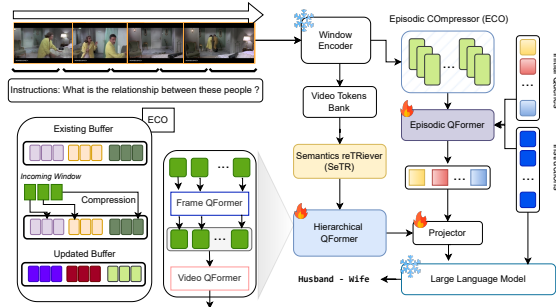 Episodic COmpressor (ECO)
Window
Encoder
Instructions: What is the relationship between these people ?
Video Tokens
Bank
Episodic QFormer
ECO
Existing Buffer
Incoming Window
Compression
Updated Buffer
Frame QFormer
Video QFormer
Semantics reTRiever
(SeTR)
Hierarchical
QFormer
Projector
Husband - Wife
Large Language Model